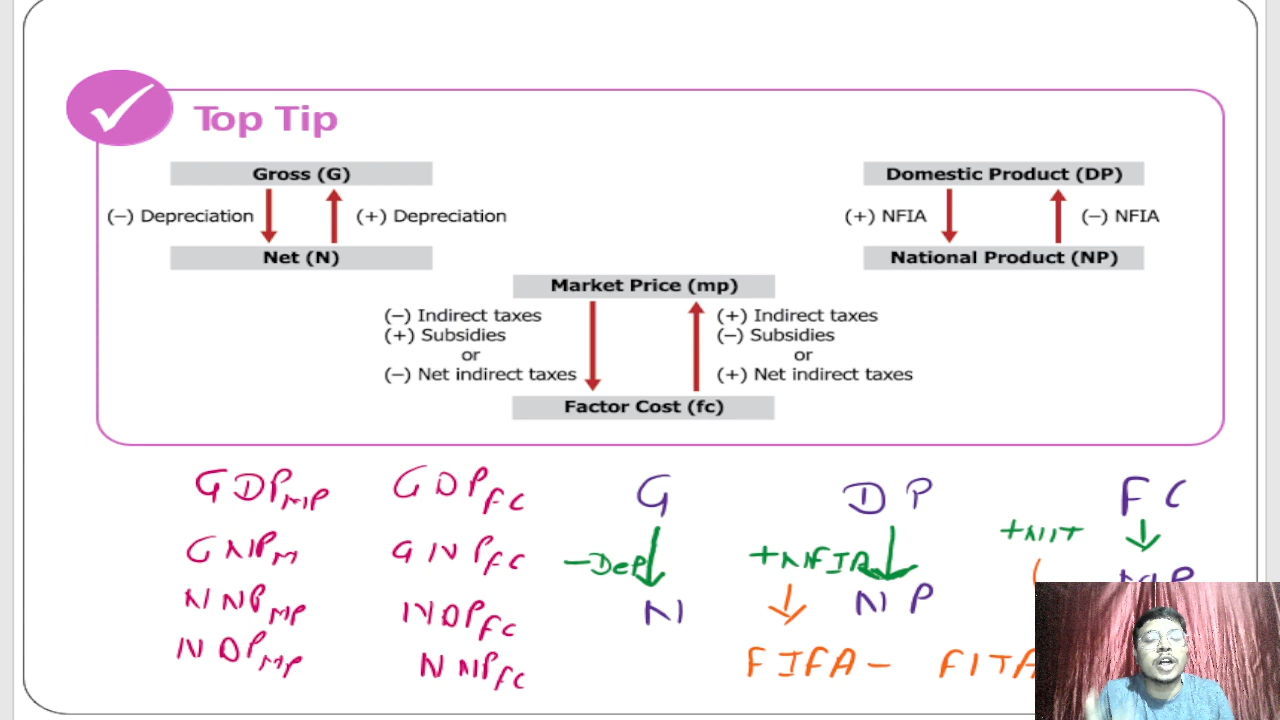 Top Tip
Gross (G)
(–) Depreciation
(+) Depreciation
Net (N)
Domestic Product (DP)
(+) NFIA
(–) NFIA
National Product (NP)
Market Price (mp)
(–) Indirect taxes
(+) Subsidies
or
(–) Net indirect taxes
(+) Indirect taxes
(–) Subsidies
or
(+) Net indirect taxes
Factor Cost (fc)
GDPMP
GNPM
NNPMP
NDPMP
GDPFC
GNPFC
NDPFC
NNPFC
G
-DeP
N
DP
+NFIA
NP
FIFA - FITA
FC
+NIT